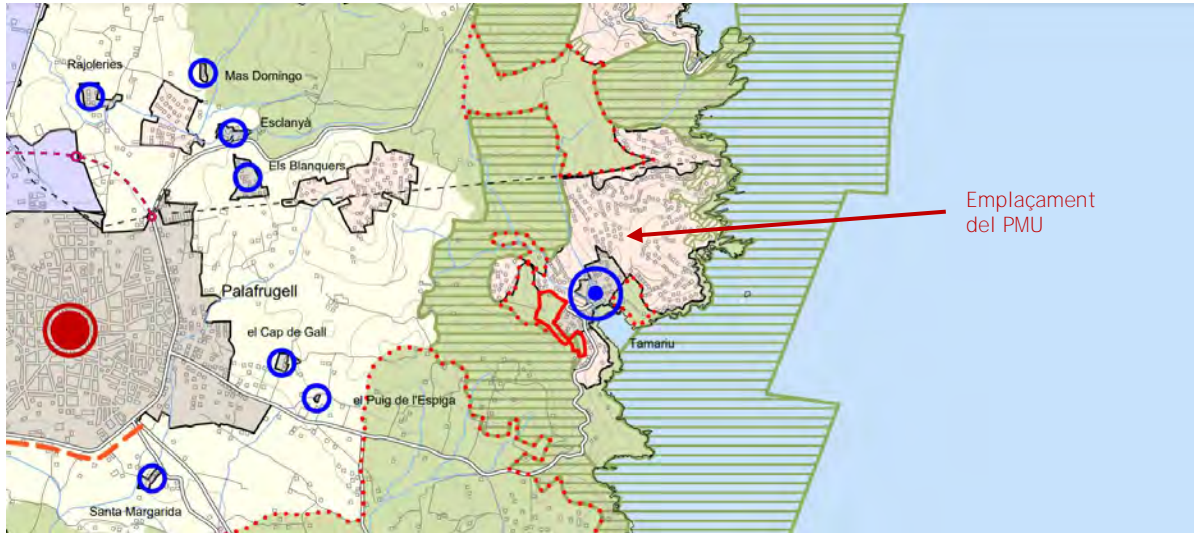 Rajoleries
Mas Domingo
Esclanyà
Els Blanquers
Emplaçament
del PMU
Palafrugell
el Cap de Gall
Tamariu
el Puig de l'Espiga
Santa Margarida